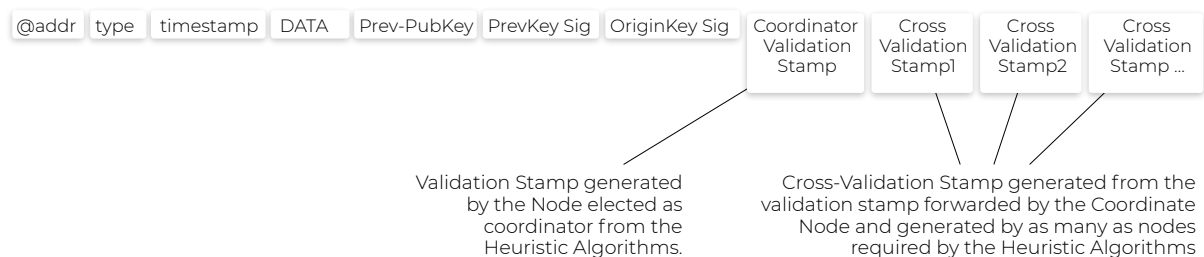 @addr type timestamp DATA Prev-PubKey PrevKey Sig OriginKey Sig
Coordinator
Validation
Stamp
Cross
Validation
Stamp1
Cross
Validation
Stamp2
Cross
Validation
Stamp ...
Validation Stamp generated
by the Node elected as
coordinator from the
Heuristic Algorithms.
Cross-Validation Stamp generated from the
validation stamp forwarded by the Coordinate
Node and generated by as many as nodes
required by the Heuristic Algorithms